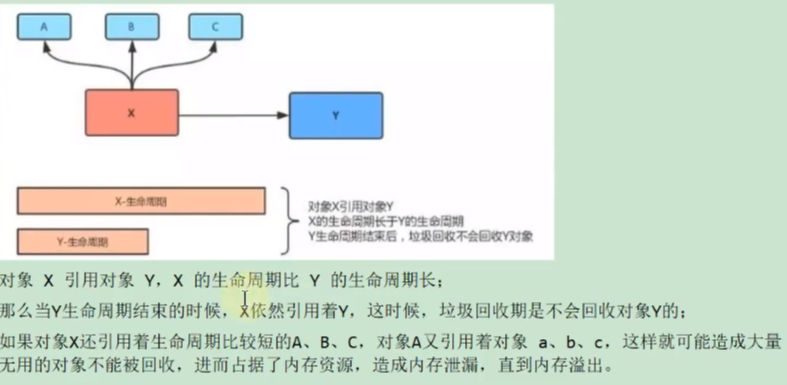 A
B
C
X
Y
X-生命周期
Y-生命周期
对象X引用对象Y
X的生命周期长于Y的生命周期
Y生命周期结束后，垃圾回收不会回收Y对象
对象 X 引用对象 Y，X 的生命周期比 Y 的生命周期长；
那么当Y生命周期结束的时候，X依然引用着Y，这时候，垃圾回收期是不会回收对象Y的；
如果对象X还引用着生命周期比较短的A、B、C，对象A又引用着对象 a、b、c，这样就可能造成大量
无用的对象不能被回收，进而占据了内存资源，造成内存泄漏，直到内存溢出。